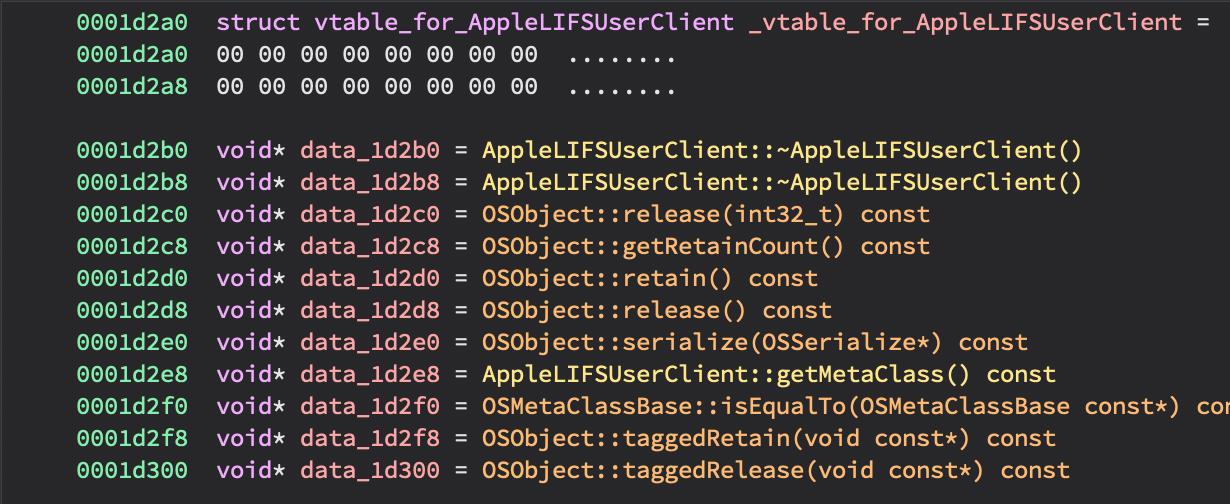 0001d2a0 struct vtable_for_AppleLIFSUserClient _vtable_for_AppleLIFSUserClient =
0001d2a0 00 00 00 00 00 00 00 00 ........
0001d2a8 00 00 00 00 00 00 00 00 ........
0001d2b0 void* data_1d2b0 = AppleLIFSUserClient::~AppleLIFSUserClient()
0001d2b8 void* data_1d2b8 = AppleLIFSUserClient::~AppleLIFSUserClient()
0001d2c0 void* data_1d2c0 = OSObject::release(int32_t) const
0001d2c8 void* data_1d2c8 = OSObject::getRetainCount() const
0001d2d0 void* data_1d2d0 = OSObject::retain() const
0001d2d8 void* data_1d2d8 = OSObject::release() const
0001d2e0 void* data_1d2e0 = OSObject::serialize(OSSerialize*) const
0001d2e8 void* data_1d2e8 = AppleLIFSUserClient::getMetaClass() const
0001d2f0 void* data_1d2f0 = OSMetaClassBase::isEqualTo(OSMetaClassBase const*) co
0001d2f8 void* data_1d2f8 = OSObject::taggedRetain(void const*) const
0001d300 void* data_1d300 = OSObject::taggedRelease(void const*) const